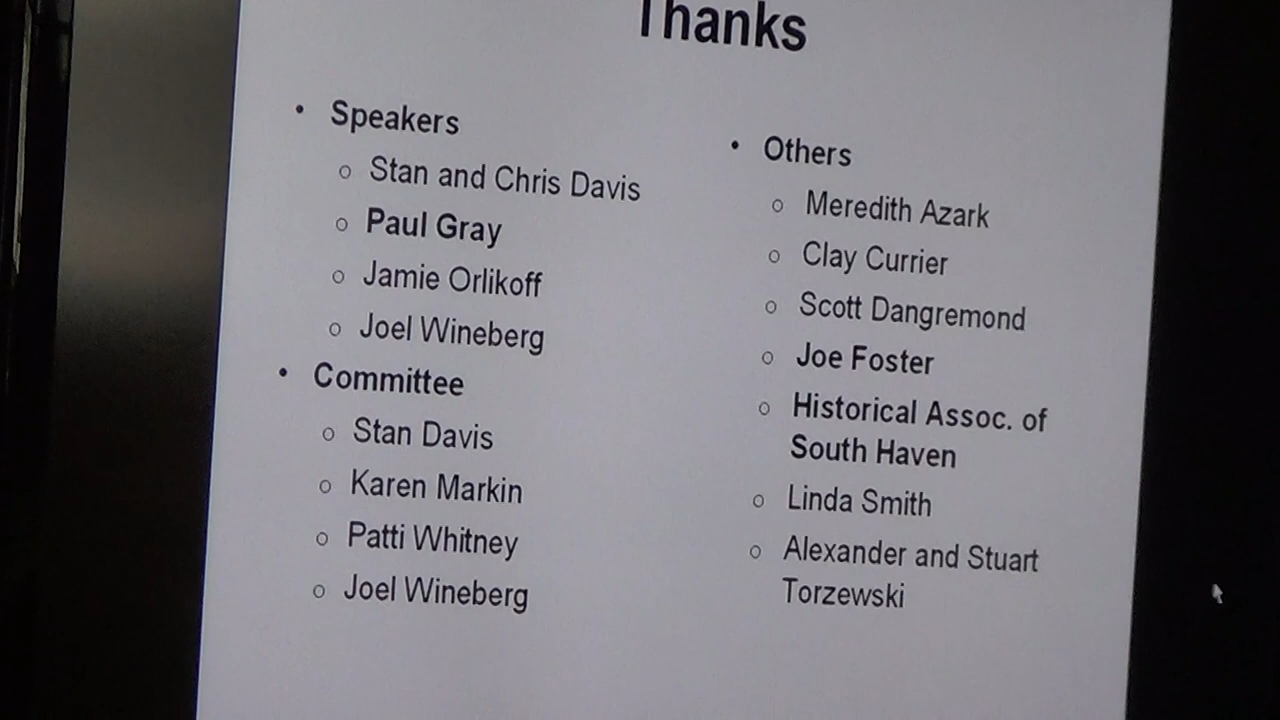 Thanks
• Speakers
o Stan and Chris Davis
o Paul Gray
o Jamie Orlikoff
o Joel Wineberg
• Committee
o Stan Davis
o Karen Markin
o Patti Whitney
o Joel Wineberg
• Others
o Meredith Azark
o Clay Currier
o Scott Dangremond
o Joe Foster
o Historical Assoc. of
South Haven
o Linda Smith
o Alexander and Stuart
Torzewski